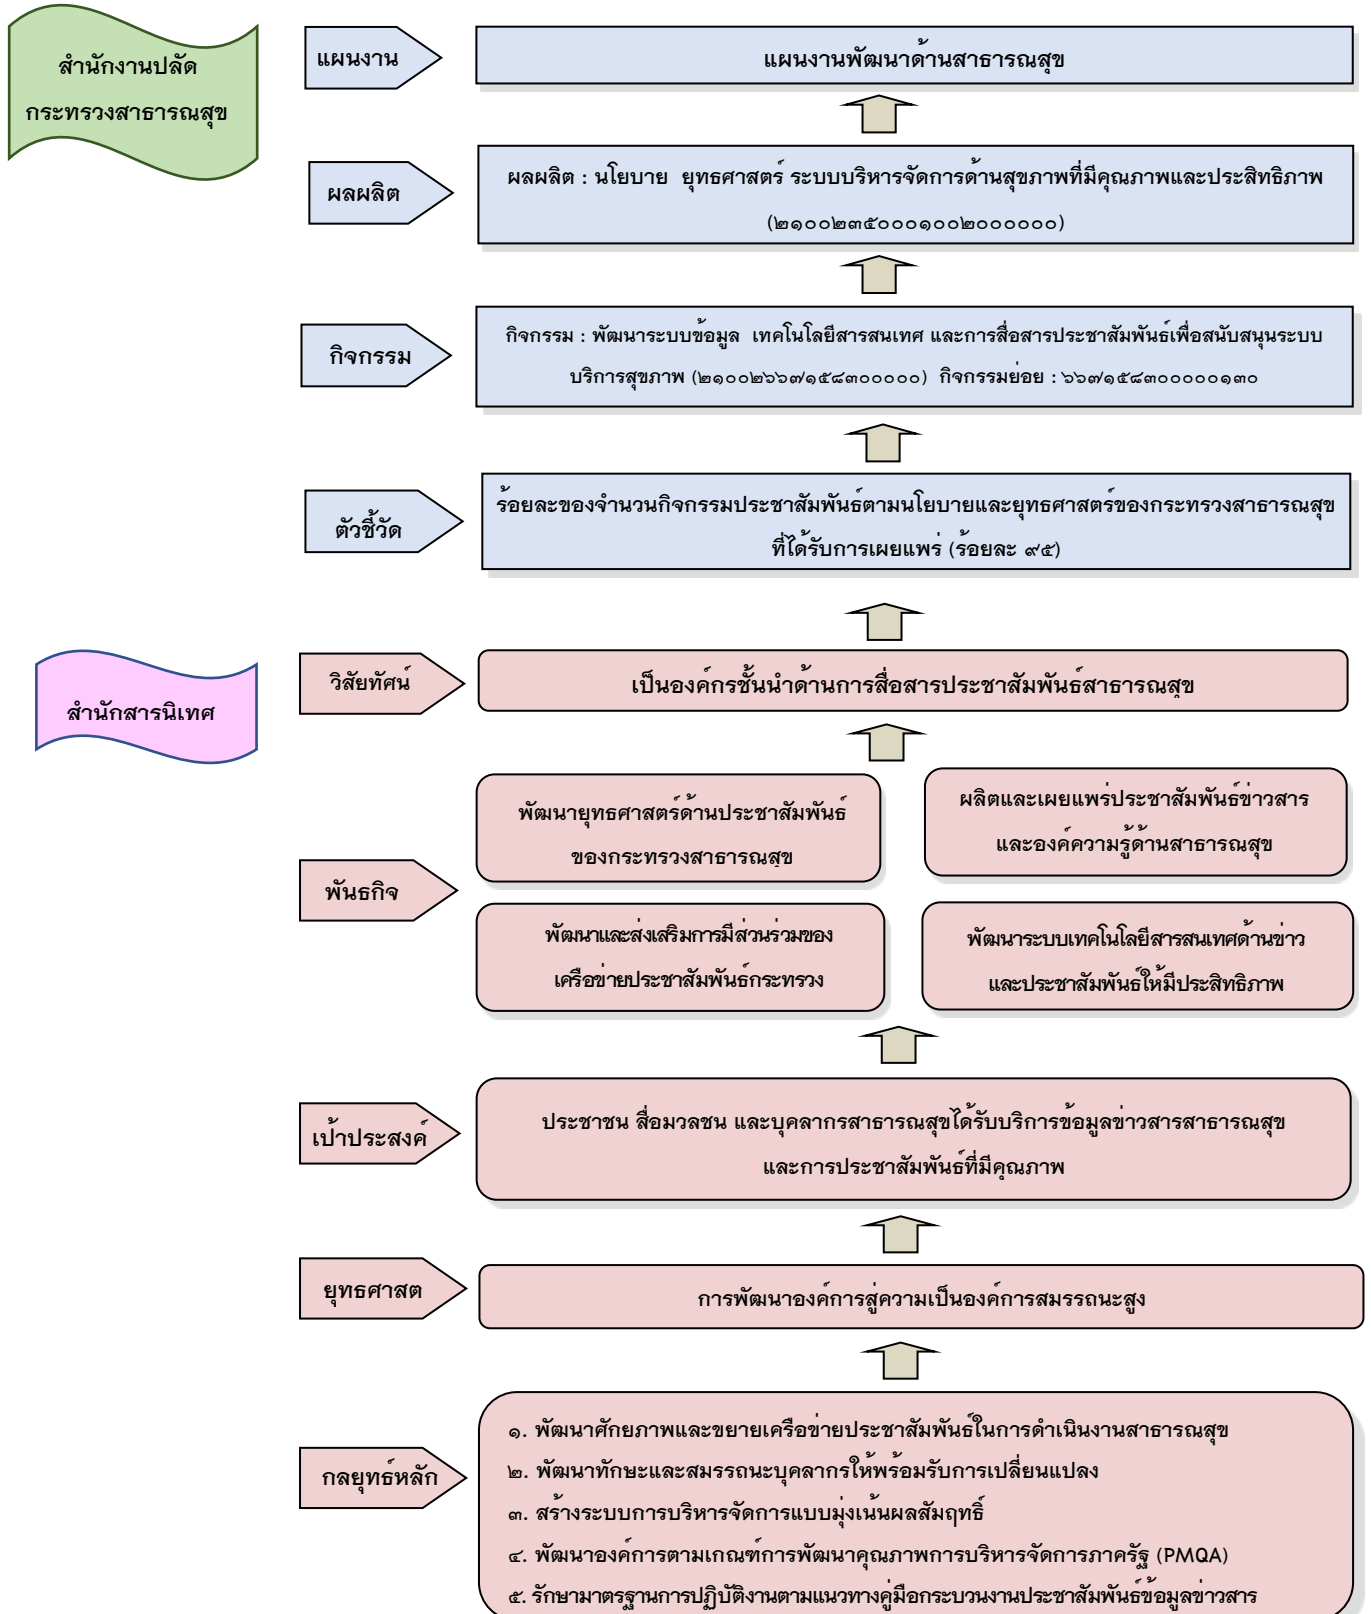 สำนักงานปลัด
กระทรวงสาธารณสุข
แผนงาน
แผนงานพัฒนาด้านสาธารณสุข
ผลผลิต
ผลผลิต : นโยบาย ยุทธศาสตร์ ระบบบริหารจัดการด้านสุขภาพที่มีคุณภาพและประสิทธิภาพ
(๒๑๐๐๒๓๕๐๐๐๑๐๐๒๐๐๐๐๐๐)
กิจกรรม
กิจกรรม : พัฒนาระบบข้อมูล เทคโนโลยีสารสนเทศ และการสื่อสารประชาสัมพันธ์เพื่อสนับสนุนระบบ
บริการสุขภาพ (๒๑๐๐๒๖๖๗๑๕๘๓๐๐๐๐๐) กิจกรรมย่อย : ๖๖๗๑๕๘๓๐๐๐๐๐๑๓๐
ตัวชี้วัด
ร้อยละของจำนวนกิจกรรมประชาสัมพันธ์ตามนโยบายและยุทธศาสตร์ของกระทรวงสาธารณสุข
ที่ได้รับการเผยแพร่ (ร้อยละ ๙๕)
สำนักสารนิเทศ
วิสัยทัศน์
เป็นองค์กรชั้นนำด้านการสื่อสารประชาสัมพันธ์สาธารณสุข
พันธกิจ
พัฒนายุทธศาสตร์ด้านประชาสัมพันธ์
ของกระทรวงสาธารณสุข
ผลิตและเผยแพร่ประชาสัมพันธ์ข่าวสาร
และองค์ความรู้ด้านสาธารณสุข
พัฒนาและส่งเสริมการมีส่วนร่วมของ
เครือข่ายประชาสัมพันธ์กระทรวง
พัฒนาระบบเทคโนโลยีสารสนเทศด้านข่าว
และประชาสัมพันธ์ให้มีประสิทธิภาพ
เป้าประสงค์
ประชาชน สื่อมวลชน และบุคลากรสาธารณสุขได้รับบริการข้อมูลข่าวสารสาธารณสุข
และการประชาสัมพันธ์ที่มีคุณภาพ
ยุทธศาสต
การพัฒนาองค์การสู่ความเป็นองค์การสมรรถนะสูง
กลยุทธ์หลัก
๑. พัฒนาศักยภาพและขยายเครือข่ายประชาสัมพันธ์ในการดำเนินงานสาธารณสุข
๒. พัฒนาทักษะและสมรรถนะบุคลากรให้พร้อมรับการเปลี่ยนแปลง
๓. สร้างระบบการบริหารจัดการแบบมุ่งเน้นผลสัมฤทธิ์
๔. พัฒนาองค์การตามเกณฑ์การพัฒนาคุณภาพการบริหารจัดการภาครัฐ (PMQA)
๕. รักษามาตรฐานการปฏิบัติงานตามแนวทางคู่มือกระบวนงานประชาสัมพันธ์ข้อมูลข่าวสาร